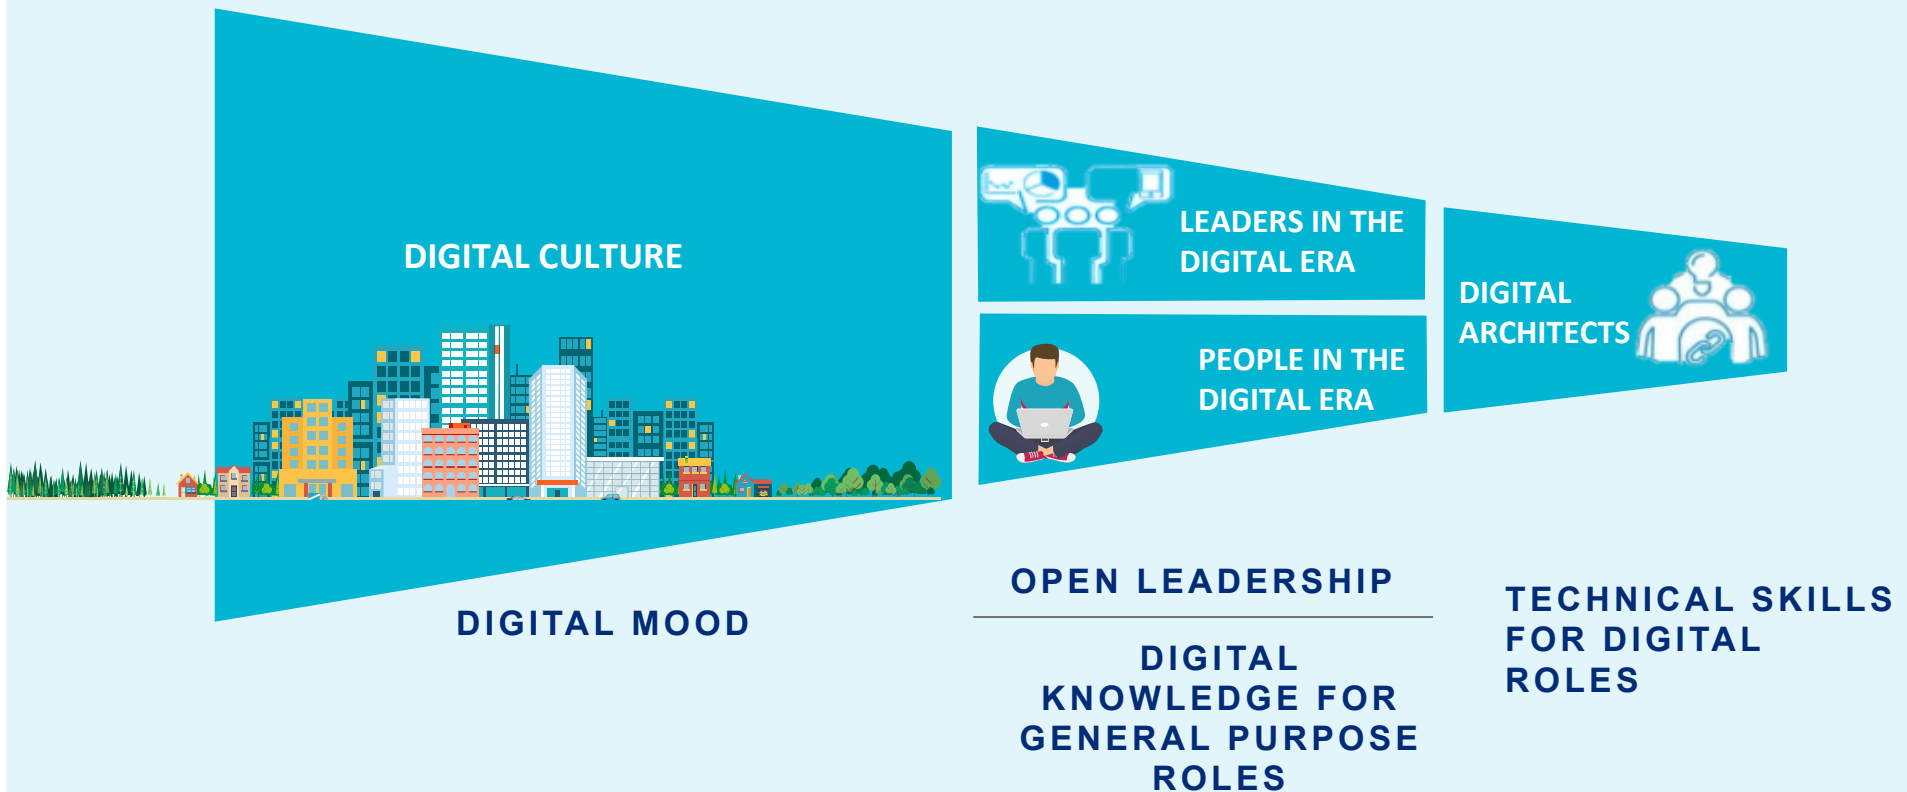 DIGITAL CULTURE
LEADERS IN THE
DIGITAL ERA
PEOPLE IN THE
DIGITAL ERA
DIGITAL
ARCHITECTS
DIGITAL MOOD
OPEN LEADERSHIP
DIGITAL
KNOWLEDGE FOR
GENERAL PURPOSE
ROLES
TECHNICAL SKILLS
FOR DIGITAL
ROLES